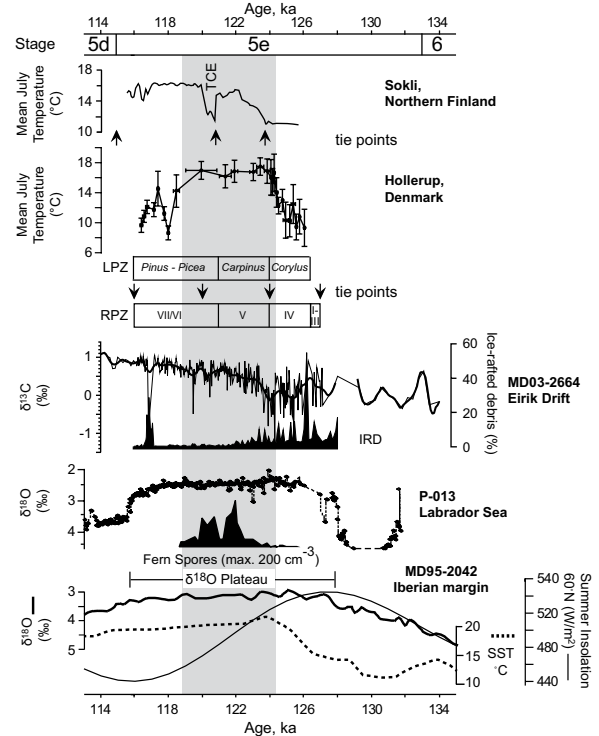 Age, ka
114 118 122 126 130 134
Stage 5d 5e 6
Mean July
Temperature
(°C)
18
14
10
TCE
Sokli,
Northern Finland
tie points
Mean July
Temperature
(°C)
18
14
10
6
Hollerup,
Denmark
LPZ Pinus - Picea Carpinus Corylus
tie points
RPZ VII/VI V IV I-
III
δ13C
(‰)
1
0
-1
60
40
20
0
Ice-rafted
debris (%)
MD03-2664
Eirik Drift
IRD
δ18O
(‰)
2
3
4
P-013
Labrador Sea
Fern Spores (max. 200 cm-3)
δ18O Plateau
MD95-2042
Iberian margin
δ18O
(‰)
3
4
5
20
15
10
SST
°C
540
520
500
480
460
440
Summer Insolation
60°N (W/m2)
114 118 122 126 130 134
Age, ka